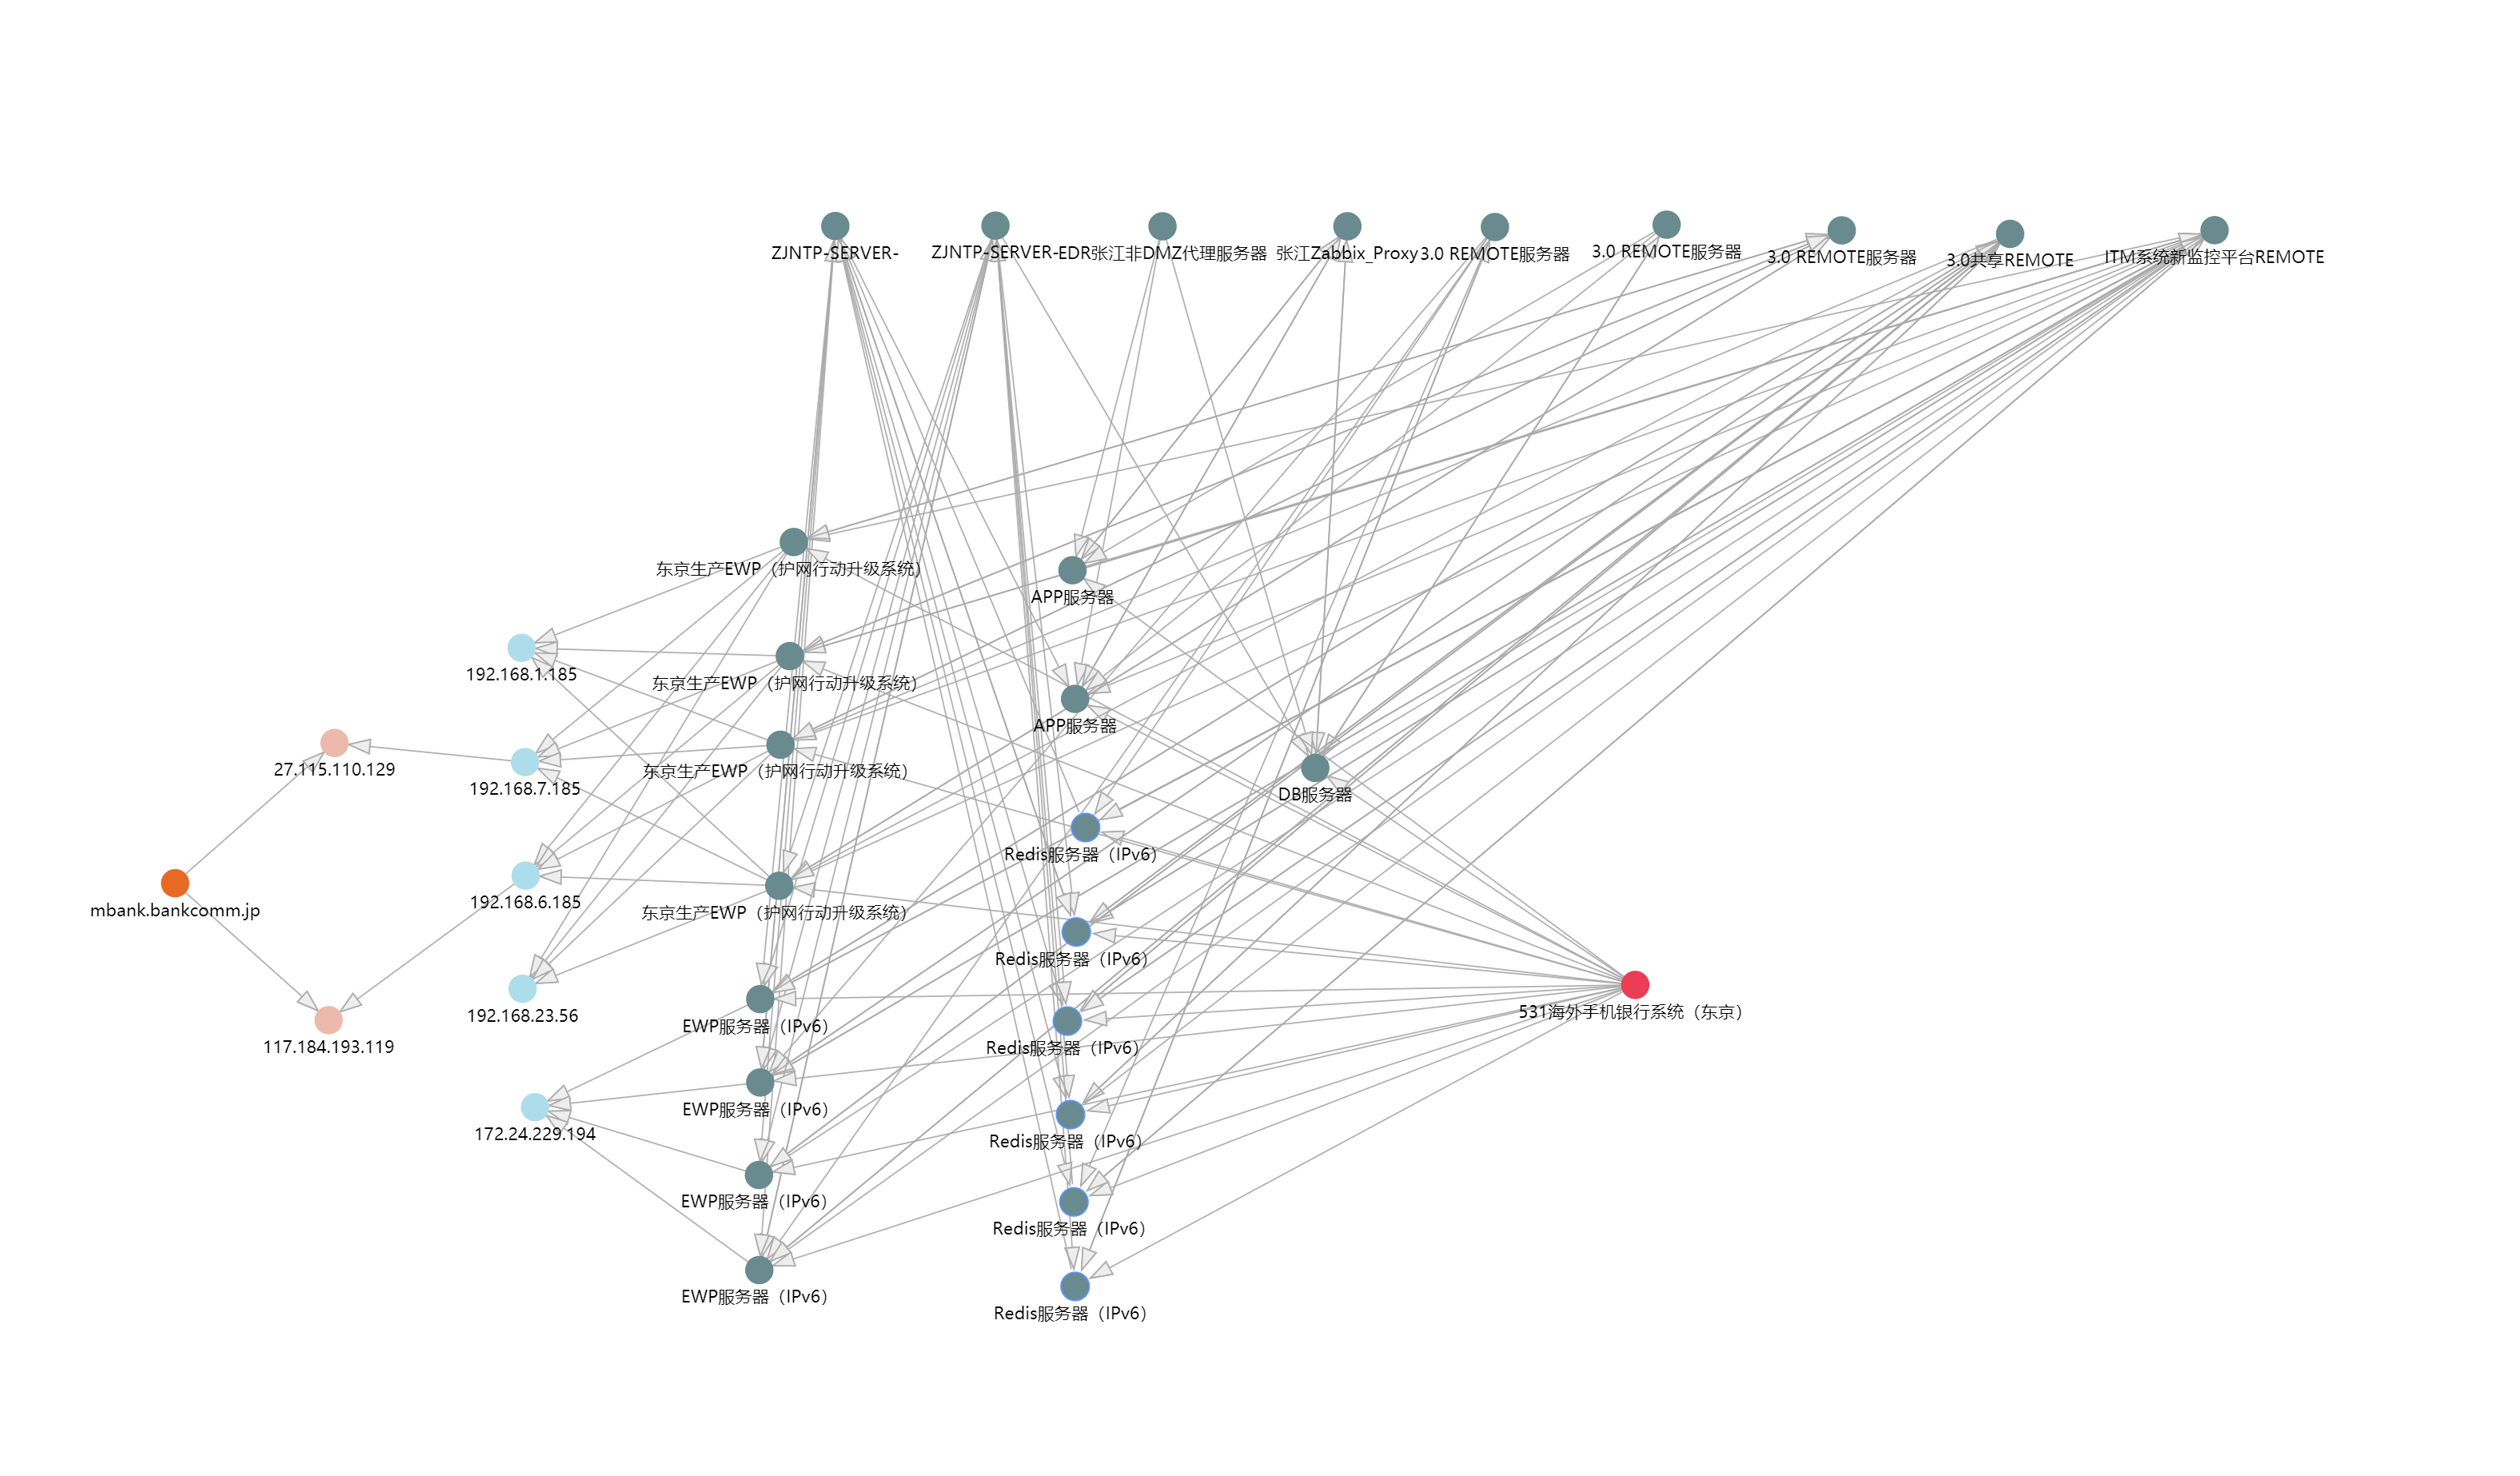 ZJNTP-SERVER-
ZJNTP-SERVER-
EDR张江非DMZ代理服务器
张江Zabbix_Proxy
3.0 REMOTE服务器
3.0 REMOTE服务器
3.0 REMOTE服务器
3.0共享REMOTE
ITM系统新监控平台REMOTE
东京生产EWP（护网行动升级系统）
APP服务器
192.168.1.185
东京生产EWP（护网行动升级系统）
APP服务器
27.115.110.129
东京生产EWP（护网行动升级系统）
192.168.7.185
DB服务器
Redis服务器（IPv6）
192.168.6.185
mbank.bankcomm.jp
东京生产EWP（护网行动升级系统）
Redis服务器（IPv6）
192.168.23.56
531海外手机银行系统（东京）
EWP服务器（IPv6）
117.184.193.119
Redis服务器（IPv6）
EWP服务器（IPv6）
172.24.229.194
Redis服务器（IPv6）
EWP服务器（IPv6）
Redis服务器（IPv6）
EWP服务器（IPv6）
Redis服务器（IPv6）